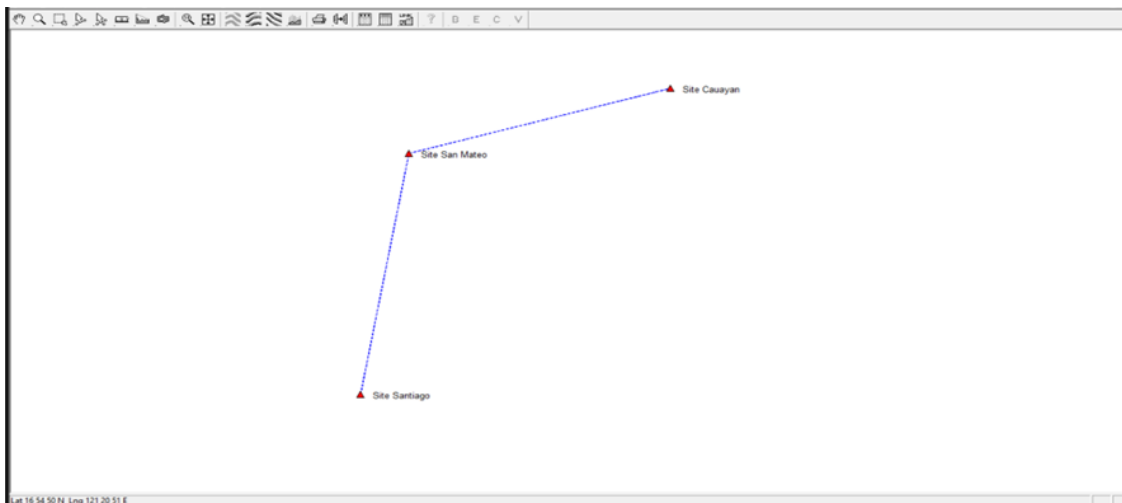 ? D E C V
Site Cauayan
Site San Mateo
Site Santiago
Lat 16 54 50 N Lng 121 20 51 E